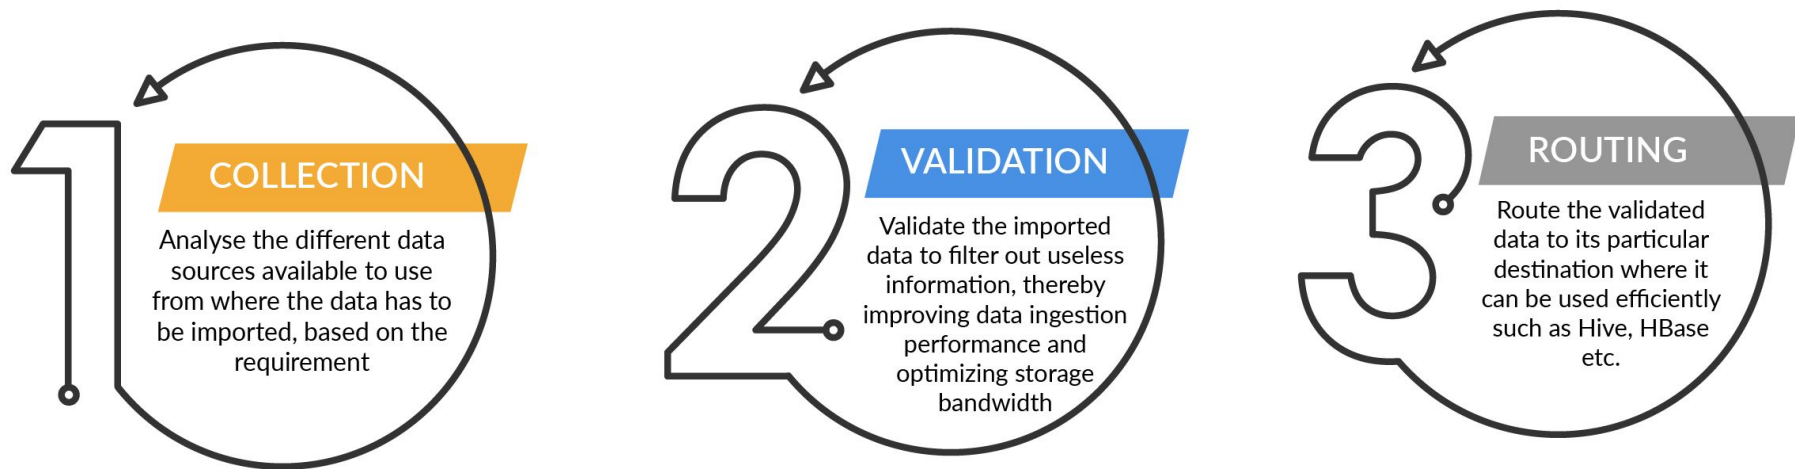 1
COLLECTION
Analyse the different data
sources available to use
from where the data has to
be imported, based on the
requirement
2
VALIDATION
Validate the imported
data to filter out useless
information, thereby
improving data ingestion
performance and
optimizing storage
bandwidth
3
ROUTING
Route the validated
data to its particular
destination where it
can be used efficiently
such as Hive, HBase
etc.